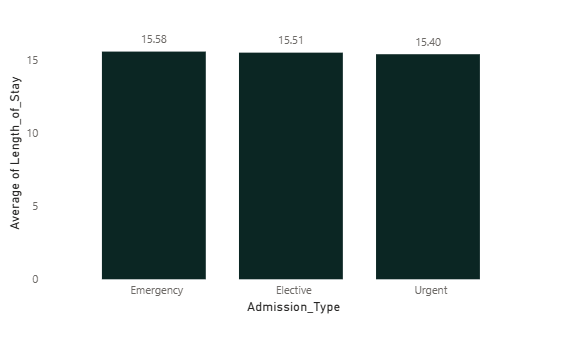 15.58
15.51
15.40
15
10
5
0
Average of Length_of_Stay
Emergency
Elective
Urgent
Admission_Type